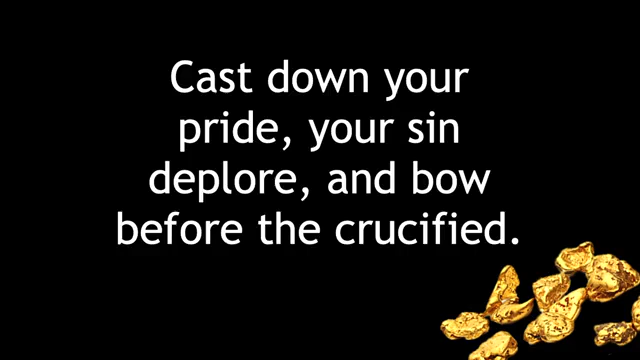 Cast down your
pride, your sin
deplore, and bow
before the crucified.